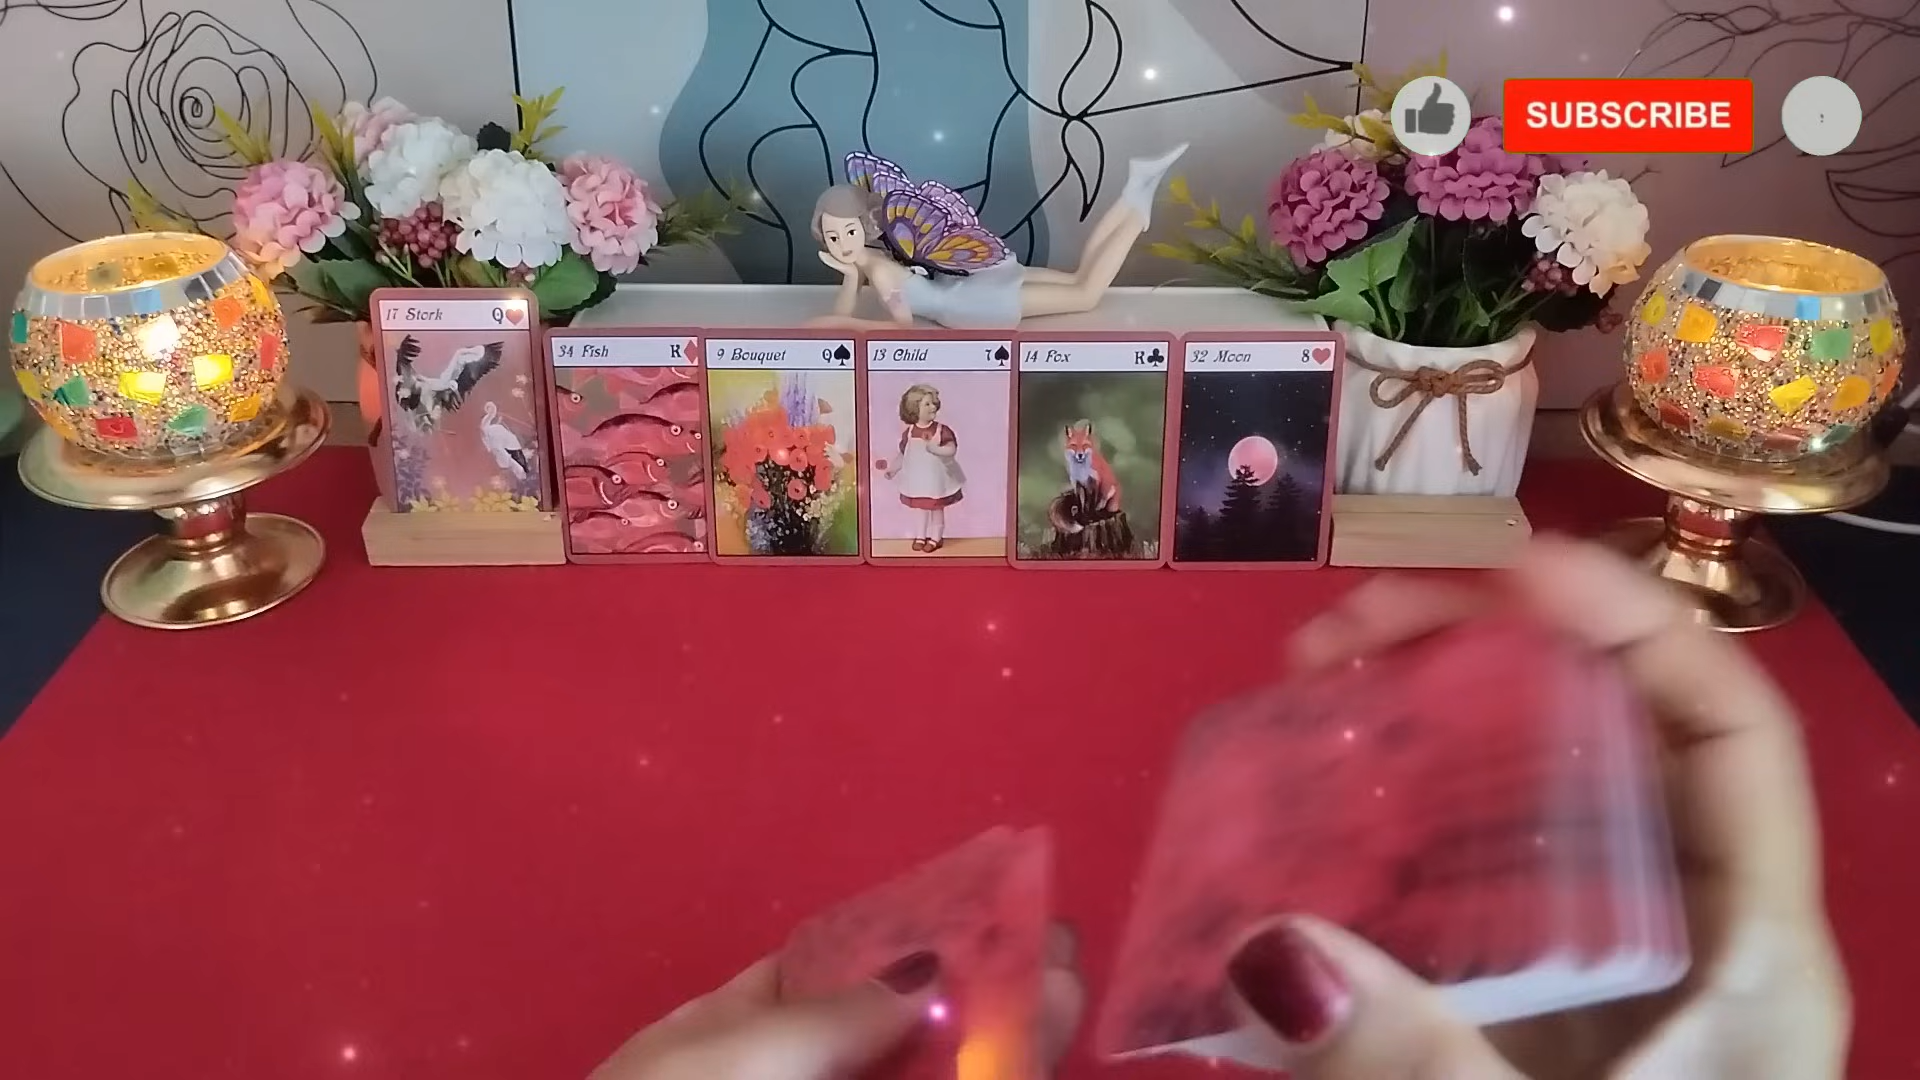 SUBSCRIBE
17 Stork Q
34 Fish K
9 Bouquet Q
13 Child 7
14 Fox K
32 Moon 8